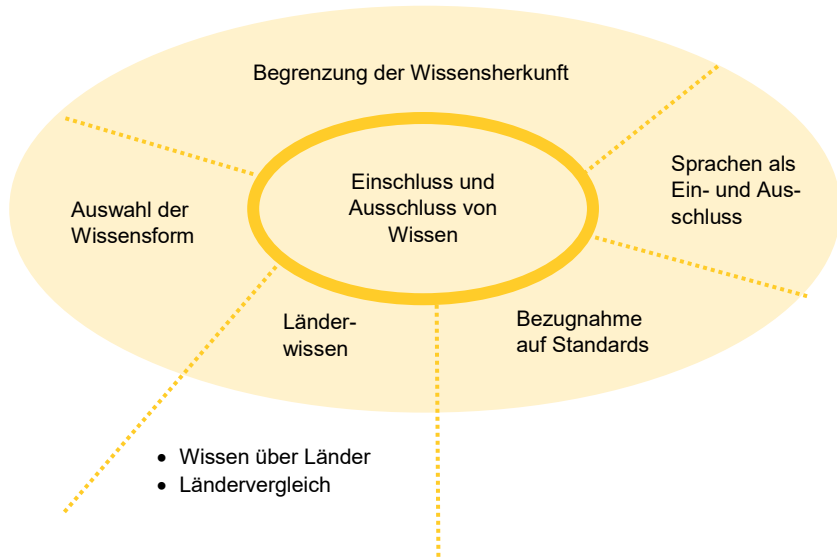 Begrenzung der Wissensherkunft
Einschluss und
Ausschluss von
Wissen
Sprachen als
Ein- und Aus-
schluss
Auswahl der
Wissensform
Länder-
wissen
Bezugnahme
auf Standards
• Wissen über Länder
• Ländervergleich